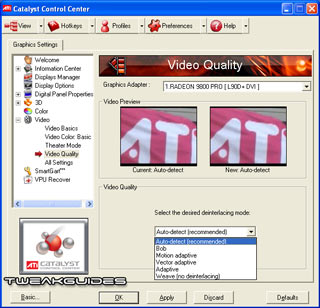 Catalyst Control Center
View
Hotkeys
Profiles
Preferences
Help
Graphics Settings
Welcome
Information Center
Displays Manager
Display Options
Digital Panel Properties
3D
Color
Video
Video Basics
Video Color: Basic
Theater Mode
Video Quality
All Settings
SmartGart™
VPU Recover
ATI CATALYST
CONTROL CENTER
TWEAKGUIDES
Basic...
Video Quality
Graphics Adapter :
1.RADEON 9800 PRO [ L90D+ DVI ]
Video Preview
Current: Auto-detect
New: Auto-detect
Video Quality
Select the desired deinterlacing mode:
Auto-detect (recommended)
Auto-detect (recommended)
Bob
Motion adaptive
Vector adaptive
Adaptive
Weave (no deinterlacing)
OK
Apply
Discard
Defaults